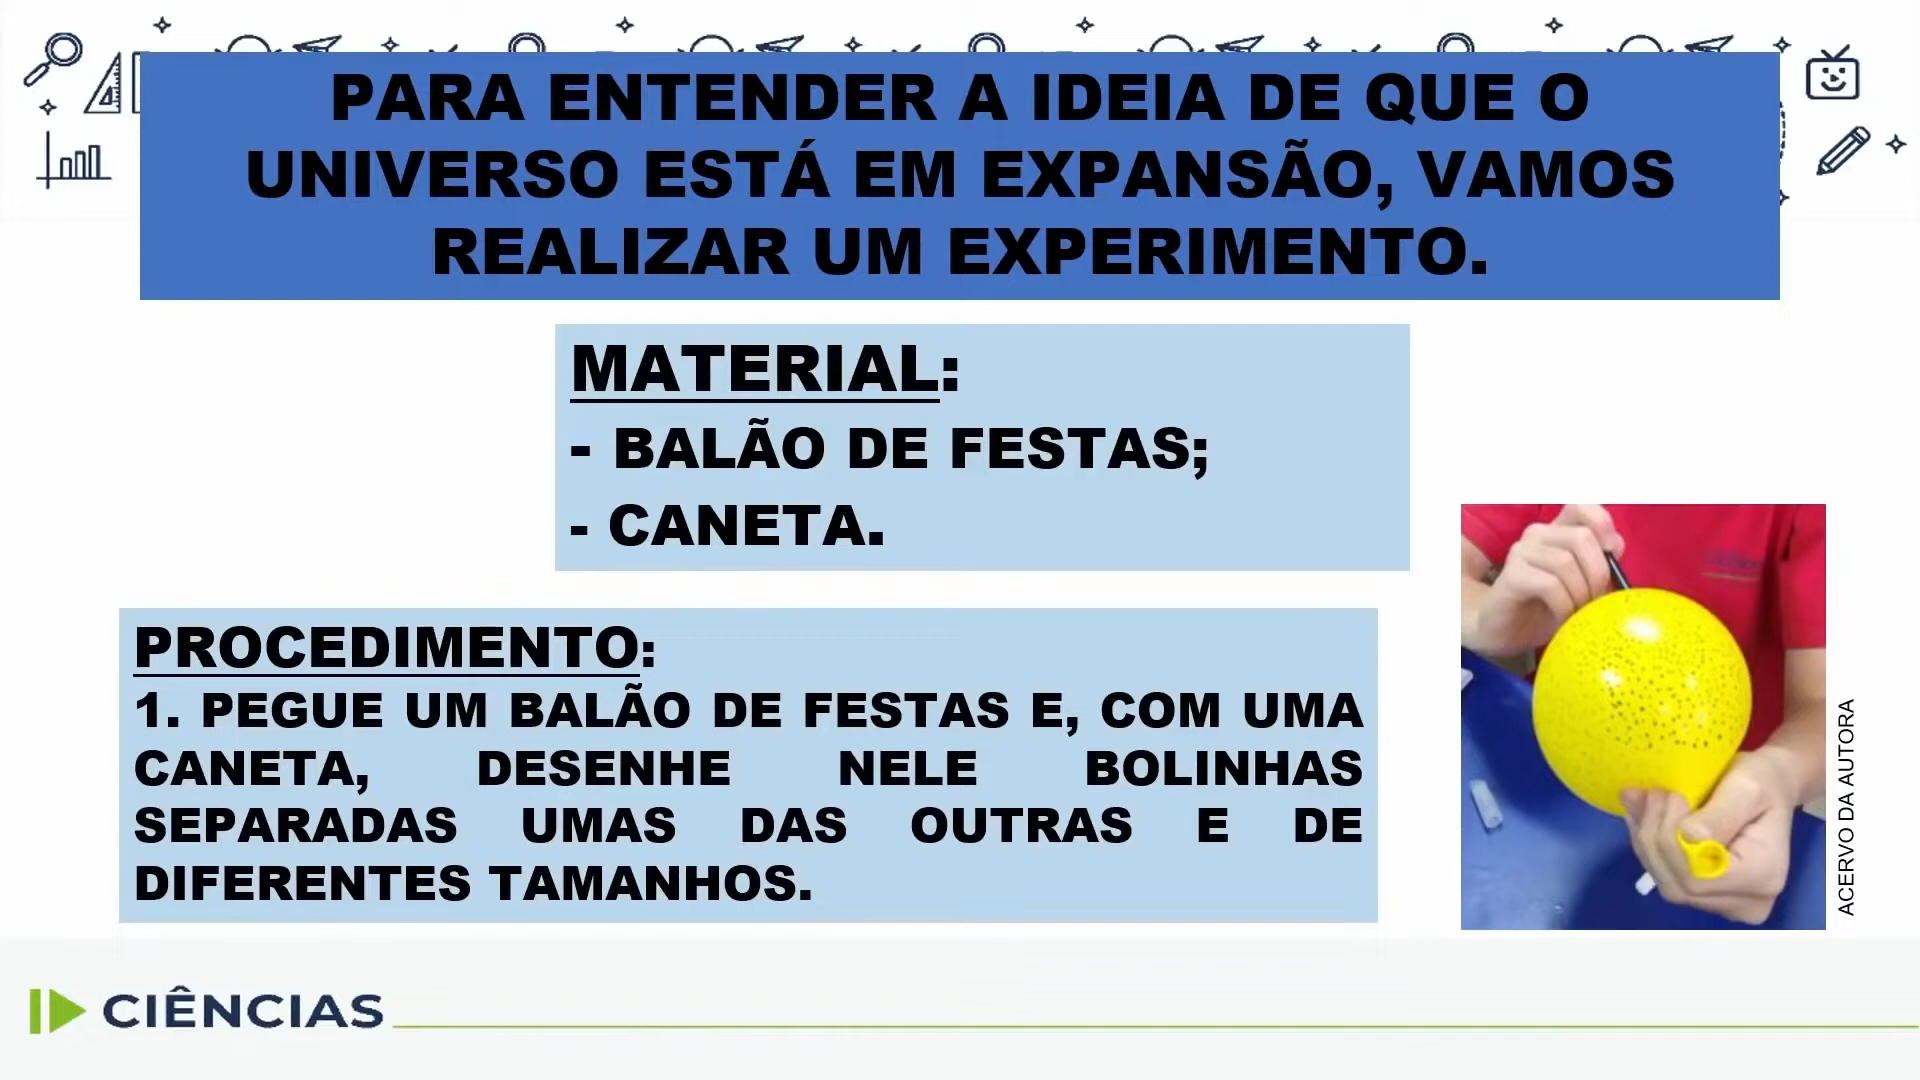 PARA ENTENDER A IDEIA DE QUE O
UNIVERSO ESTÁ EM EXPANSÃO, VAMOS
REALIZAR UM EXPERIMENTO.
MATERIAL:
- BALÃO DE FESTAS;
- CANETA.
PROCEDIMENTO:
1. PEGUE UM BALÃO DE FESTAS E, COM UMA
CANETA, DESENHE NELE BOLINHAS
SEPARADAS UMAS DAS OUTRAS E DE
DIFERENTES TAMANHOS.
ACERVO DA AUTORA
CIÊNCIAS